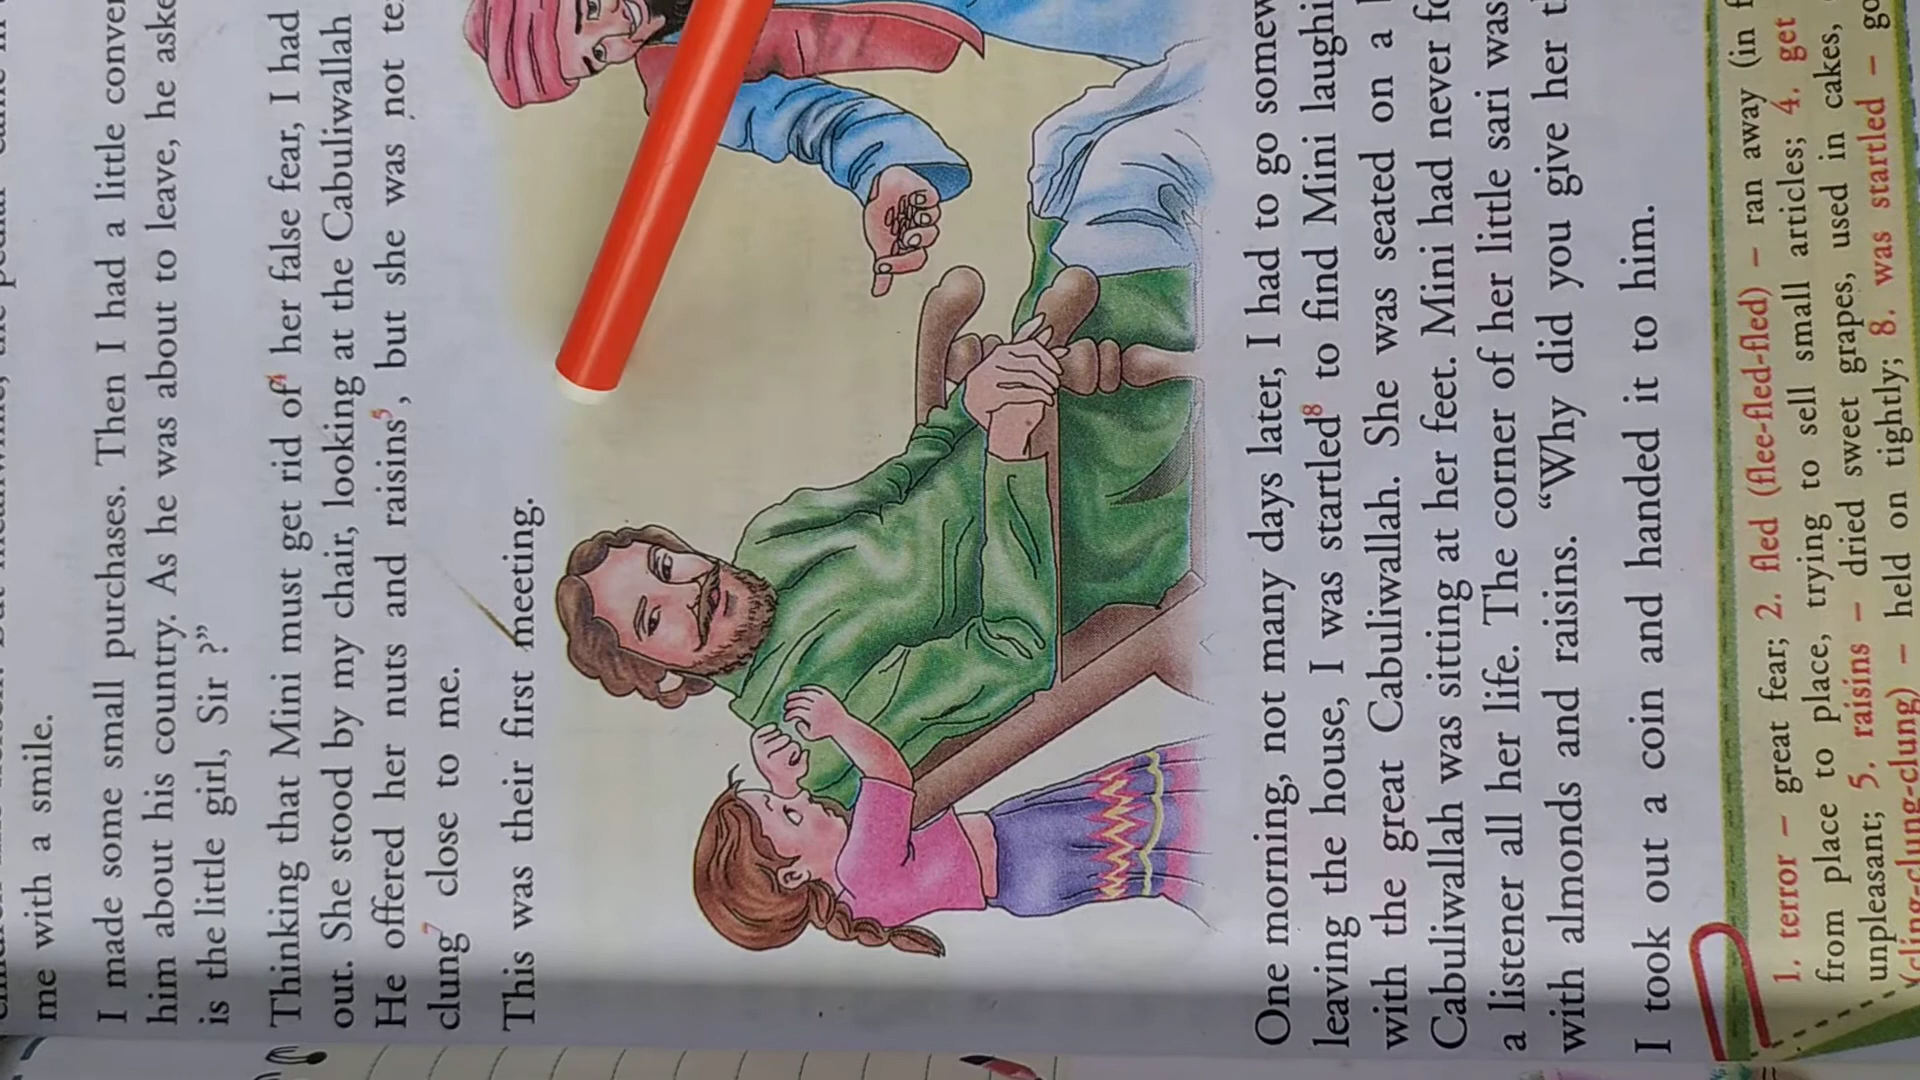 me with a smile.
I made some small purchases. Then I had a little
him about his country. As he was about to leave, he
is the little girl, Sir ?”
Thinking that Mini must get rid of⁴ her false fear, I had
out. She stood by my chair, looking at the Cabuliwallah
He offered her nuts and raisins⁵, but she was not
clung⁷ close to me.
This was their first meeting.
One morning, not many days later, I had to go
leaving the house, I was startled⁸ to find Mini
with the great Cabuliwallah. She was seated on a
Cabuliwallah was sitting at her feet. Mini had never
a listener all her life. The corner of her little sari was
with almonds and raisins. “Why did you give her
I took out a coin and handed it to him.
1. terror – great fear; 2. fled (flee-fled-fled) – ran away (in
from place to place, trying to sell small articles; 4. get
unpleasant; 5. raisins – dried sweet grapes, used in cakes,
(cling-clung-clung) – held on tightly; 8. was startled –